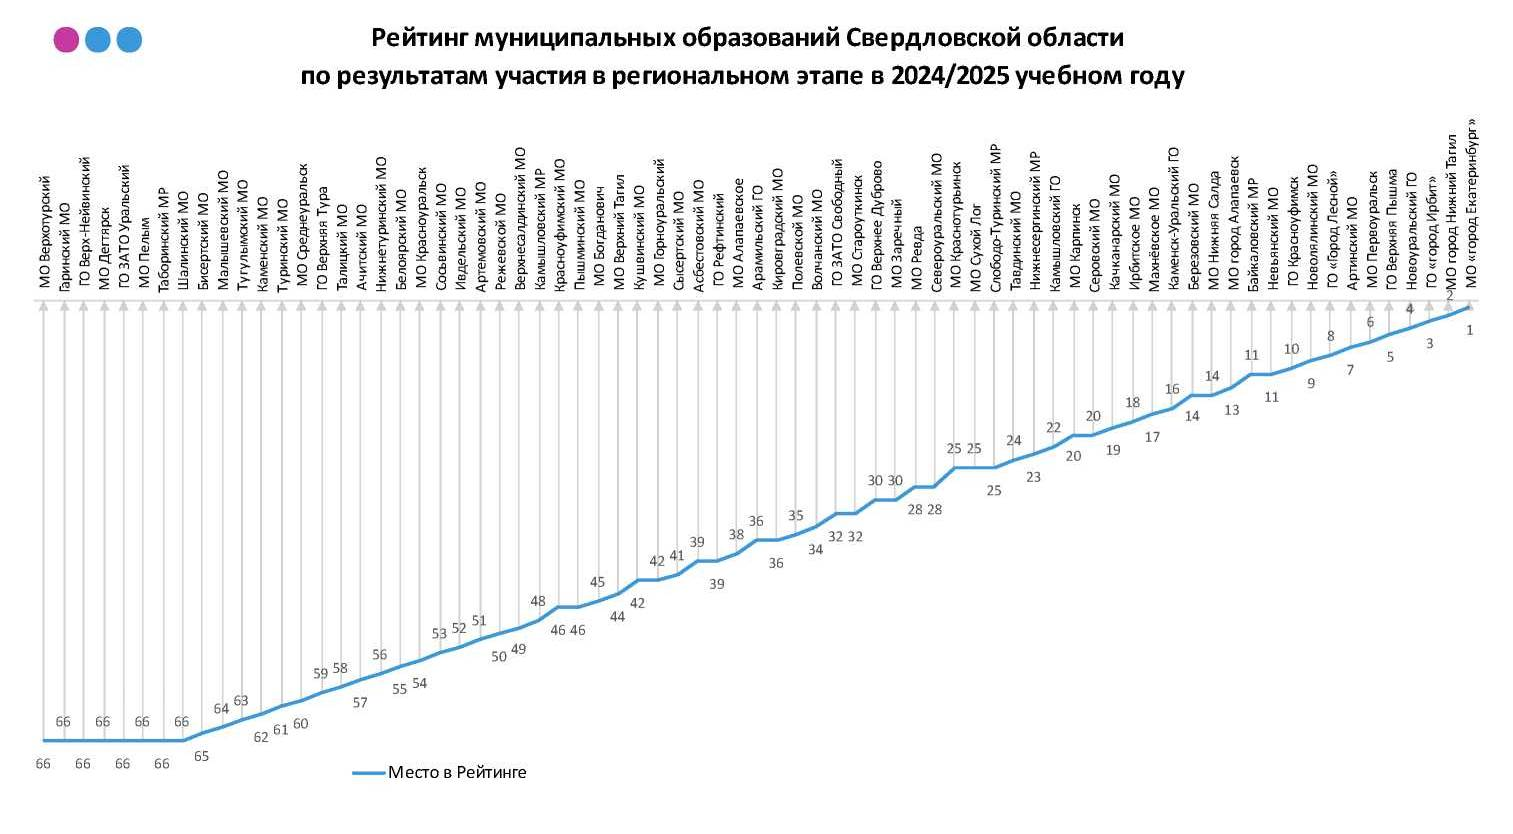 Рейтинг муниципальных образований Свердловской области
по результатам участия в региональном этапе в 2024/2025 учебном году
МО Верхотурский
Гаринский МО
ГО Верх-Нейвинский
МО Дегтярск
ГО ЗАТО Уральский
МО Пелым
Таборинский МР
Шалинский МО
Бисертский МО
Малышевский МО
Тугулымский МО
Каменский МО
Туринский МО
МО Среднеуральск
ГО Верхняя Тура
Талицкий МО
Ачитский МО
Нижнетуринский МО
Белоярский МО
МО Красноуральск
Сосьвинский МО
Ивдельский МО
Артемовский МО
Режевской МО
Верхнесалдинский МО
Камышловский МР
Красноуфимский МО
Пышминский МО
МО Богданович
МО Верхний Тагил
Кушвинский МО
МО Горноуральский
Сысертский МО
Асбестовский МО
ГО Рефтинский
МО Алапаевское
Арамильский ГО
Кировградский МО
Полевской МО
Волчанский МО
ГО ЗАТО Свободный
МО Староуткинск
ГО Верхнее Дуброво
МО Заречный
МО Ревда
Североуральский МО
МО Краснотурьинск
МО Сухой Лог
Слободо-Туринский МР
Тавдинский МО
Нижнесергинский МР
Камышловский ГО
МО Карпинск
Серовский МО
Качканарский МО
Ирбитское МО
Махнёвское МО
Каменск-Уральский ГО
Березовский МО
МО Нижняя Салда
МО город Алапаевск
Байкаловский МР
Невьянский МО
ГО Красноуфимск
Новолялинский МО
ГО «Город Лесной»
Артинский МО
МО Первоуральск
ГО Верхняя Пышма
Новоуральский ГО
ГО «город Ирбит»
МО город Нижний Тагил
МО «город Екатеринбург»
66
66
66
66
66
66
66
66
65
64
63
62
61
60
59
58
57
56
55
54
53
52
51
50
49
48
46
46
45
44
42
42
41
39
39
38
36
36
35
34
32
32
30
30
28
28
25
25
25
24
23
22
20
20
19
18
17
16
14
14
13
11
11
10
9
8
7
6
5
4
3
2
1
Место в Рейтинге